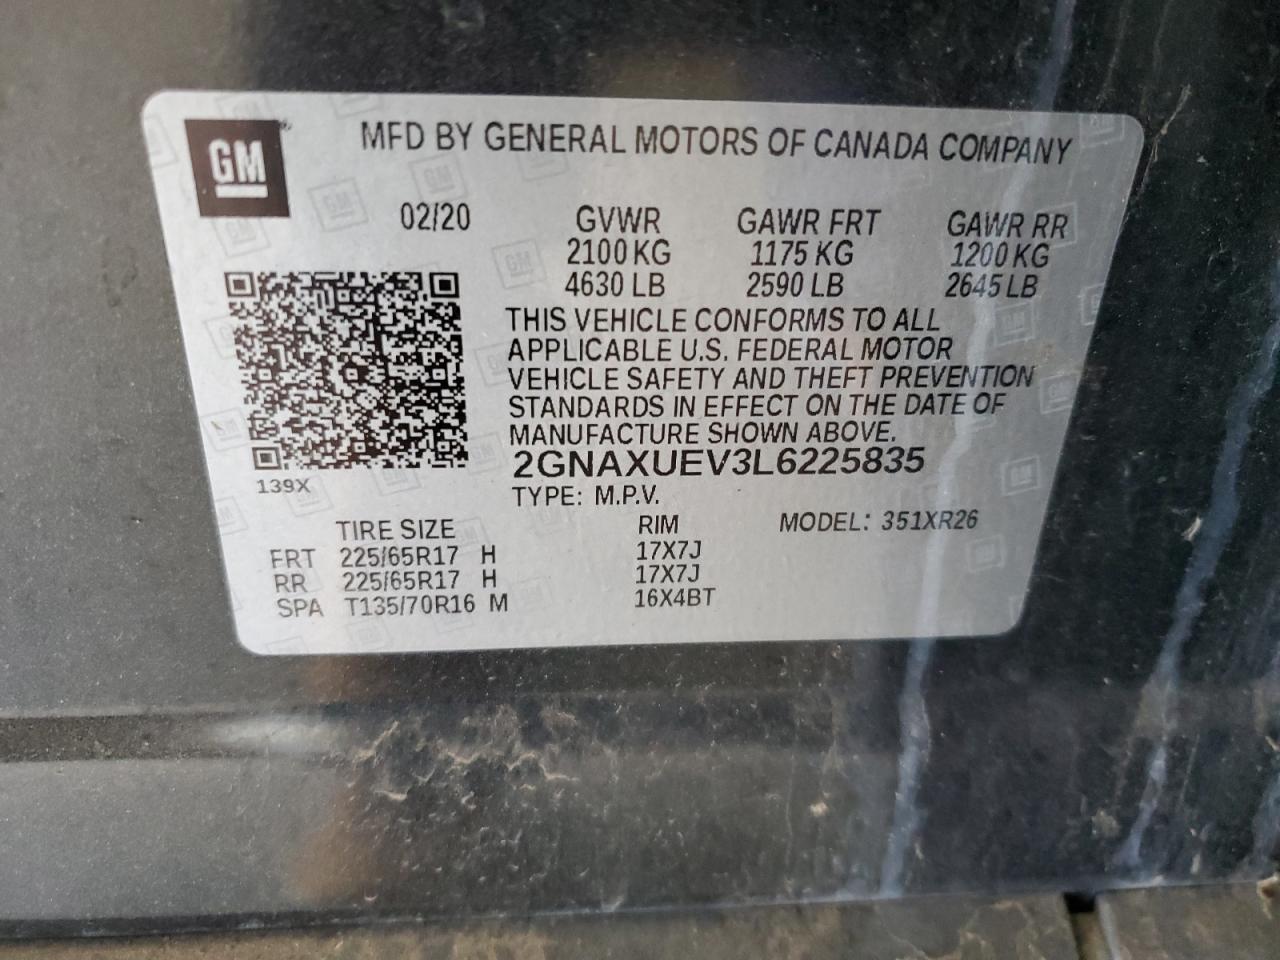 GM
MFD BY GENERAL MOTORS OF CANADA COMPANY
02/20 GVWR GAWR FRT GAWR RR
2100 KG 1175 KG 1200 KG
4630 LB 2590 LB 2645 LB
THIS VEHICLE CONFORMS TO ALL
APPLICABLE U.S. FEDERAL MOTOR
VEHICLE SAFETY AND THEFT PREVENTION
STANDARDS IN EFFECT ON THE DATE OF
MANUFACTURE SHOWN ABOVE.
2GNAXUEV3L6225835
139X
TYPE: M.P.V.
TIRE SIZE RIM MODEL: 351XR26
FRT 225/65R17 H 17X7J
RR 225/65R17 H 17X7J
SPA T135/70R16 M 16X4BT